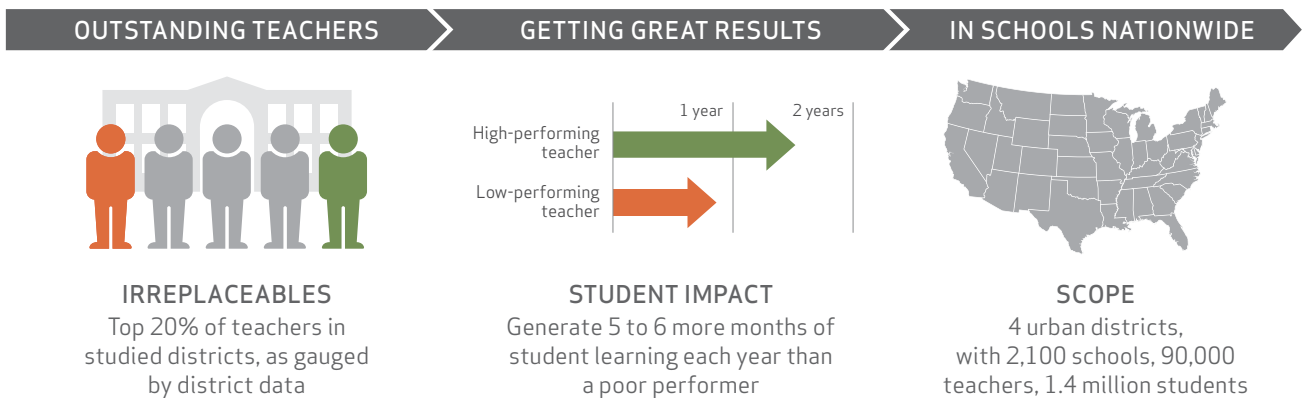 OUTSTANDING TEACHERS
GETTING GREAT RESULTS
IN SCHOOLS NATIONWIDE
1 year
2 years
High-performing
teacher
Low-performing
teacher
IRREPLACEABLES
Top 20% of teachers in
studied districts, as gauged
by district data
STUDENT IMPACT
Generate 5 to 6 more months of
student learning each year than
a poor performer
SCOPE
4 urban districts,
with 2,100 schools, 90,000
teachers, 1.4 million students